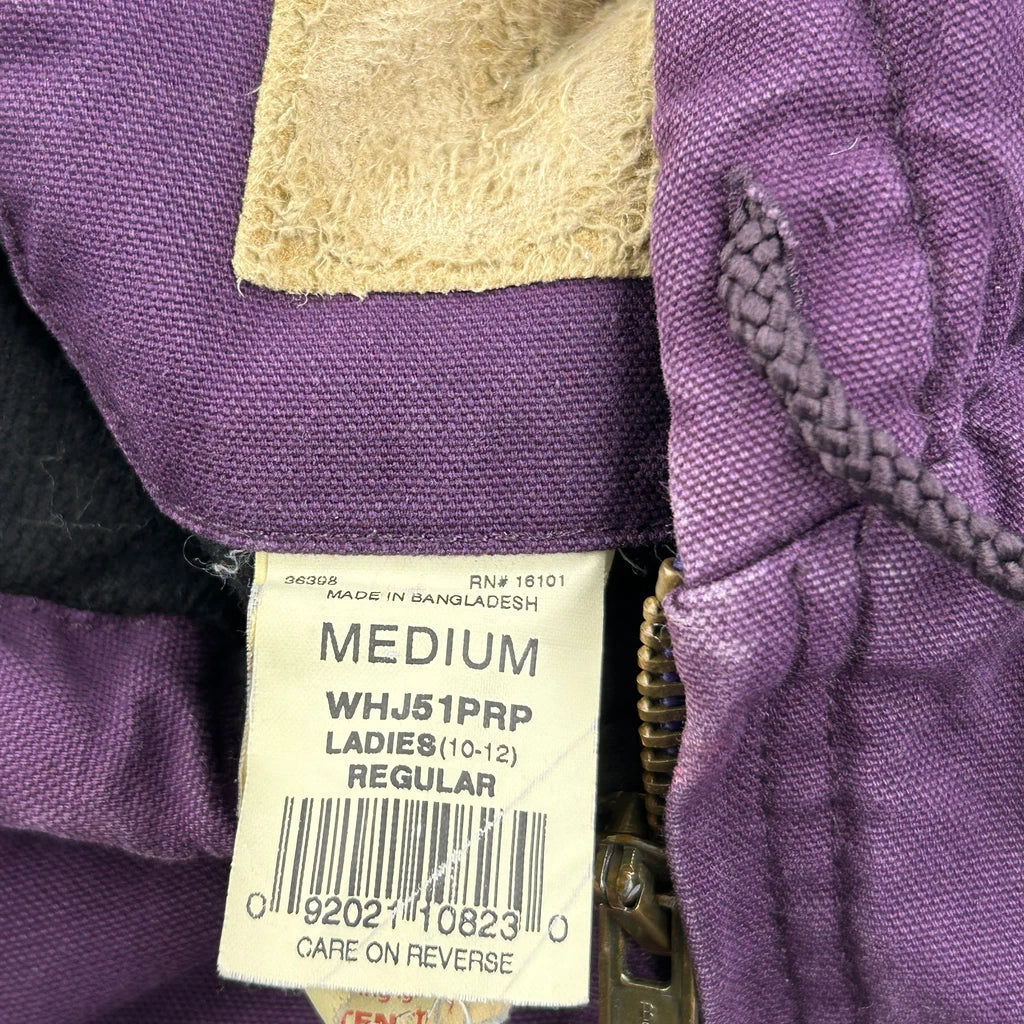 36398 RN# 16101
MADE IN BANGLADESH
MEDIUM
WHJ51PRP
LADIES (10-12)
REGULAR
0 92021 10823 0
CARE ON REVERSE